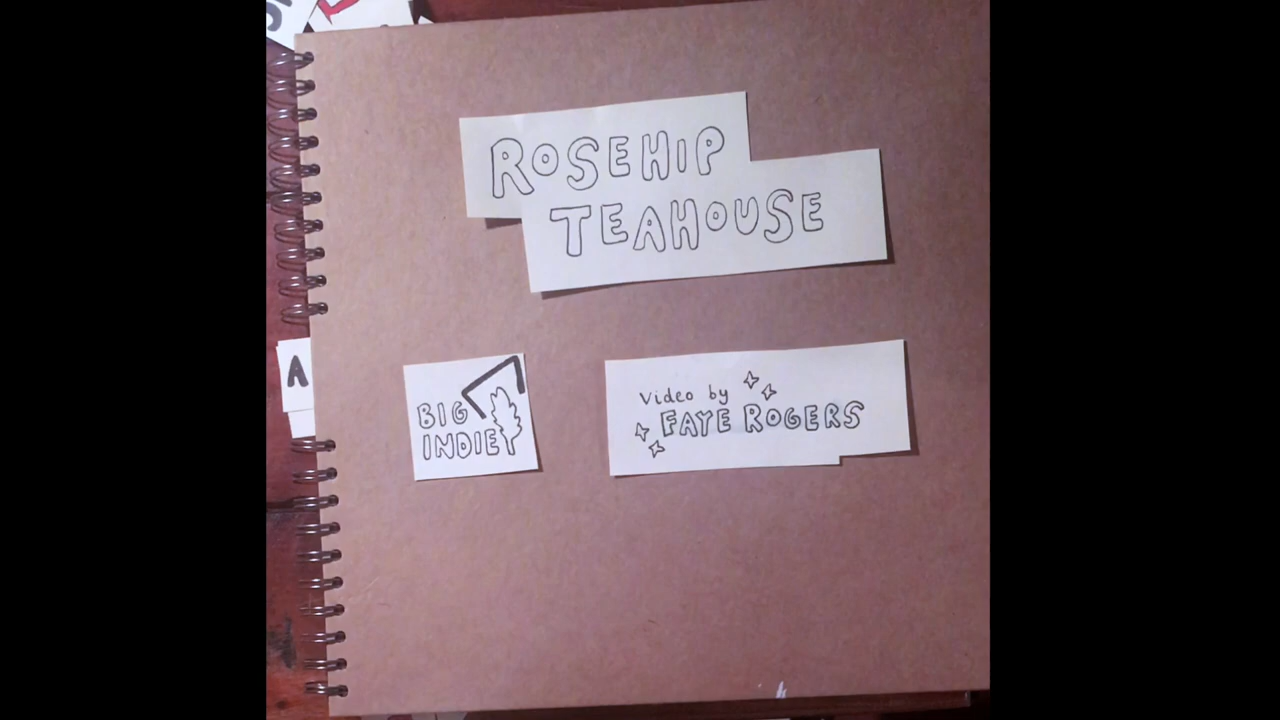 ROSEHIP
TEAHOUSE
BIG
INDIE
Video by
FAYE ROGERS
A